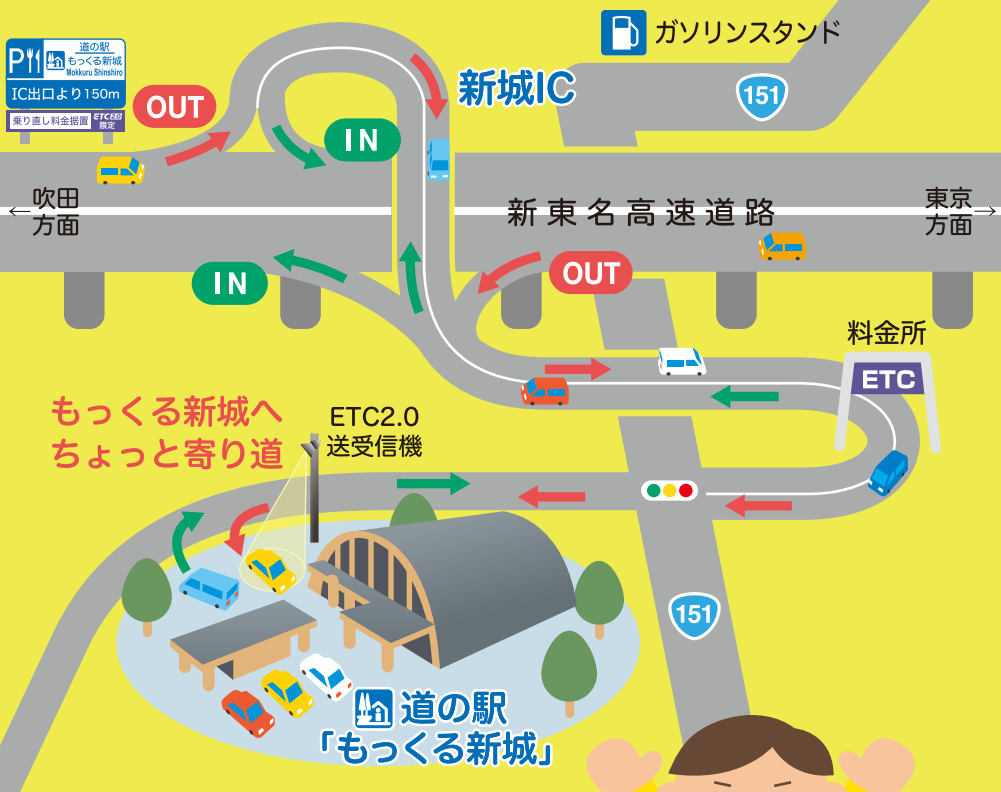 道の駅
もっくる新城
Mokkuru Shinshiro
P
IC出口より150m
乗り直し料金据置
ETC2.0
限定
OUT
IN
新城IC
ガソリンスタンド
151
←吹田
方面
新東名高速道路
東京→
方面
IN
OUT
料金所
ETC
もっくる新城へ
ちょっと寄り道
ETC2.0
送受信機
151
道の駅
「もっくる新城」